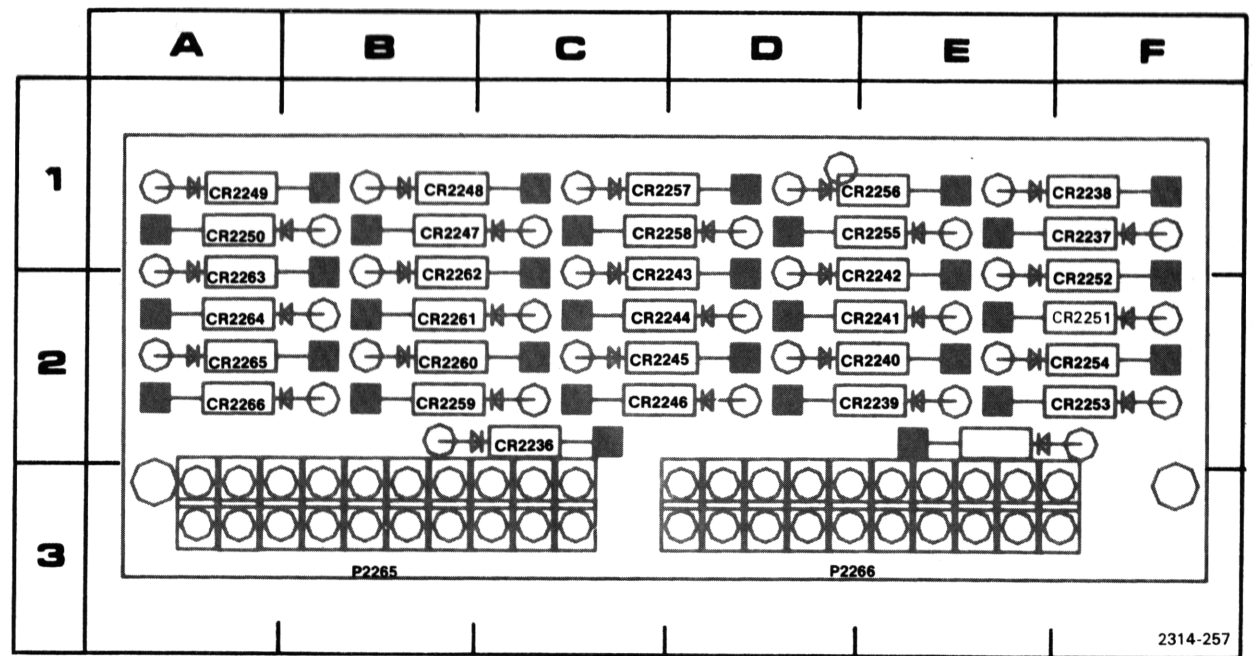 A B C D E F
1
CR2249 CR2248 CR2257 CR2256 CR2238
CR2250 CR2247 CR2258 CR2255 CR2237
2
CR2263 CR2262 CR2243 CR2242 CR2252
CR2264 CR2261 CR2244 CR2241 CR2251
CR2265 CR2260 CR2245 CR2240 CR2254
CR2266 CR2259 CR2246 CR2239 CR2253
CR2236
3
P2265 P2266
2314-257